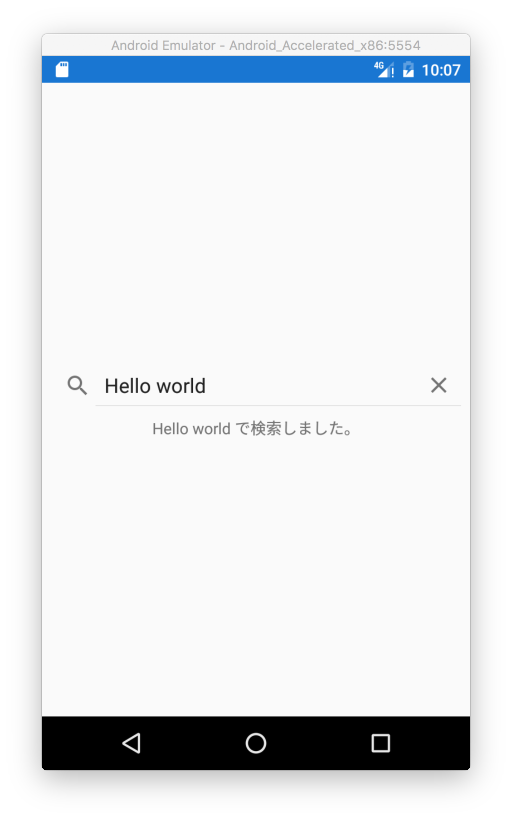 Android Emulator - Android_Accelerated_x86:5554
4G 10:07
Hello world
Hello world で検索しました。